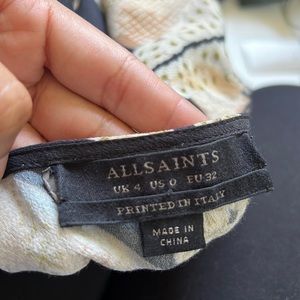 ALLSAINTS
UK 4 US 0 EU 32
PRINTED IN ITALY
MADE IN
CHINA